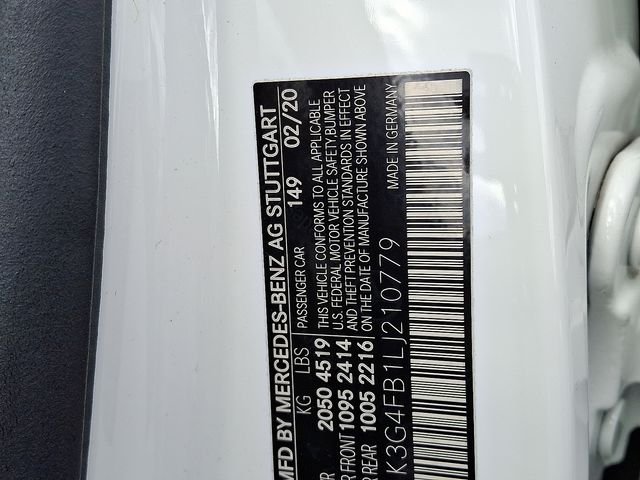 MFD BY MERCEDES-BENZ AG STUTTGART
KG LBS PASSENGER CAR 149 02/20
2050 4519 THIS VEHICLE CONFORMS TO ALL APPLICABLE
FRONT 1095 2414 U.S. FEDERAL MOTOR VEHICLE SAFETY, BUMPER
REAR 1005 2216 AND THEFT PREVENTION STANDARDS IN EFFECT
ON THE DATE OF MANUFACTURE SHOWN ABOVE
K3G4FB1LJ210779 MADE IN GERMANY